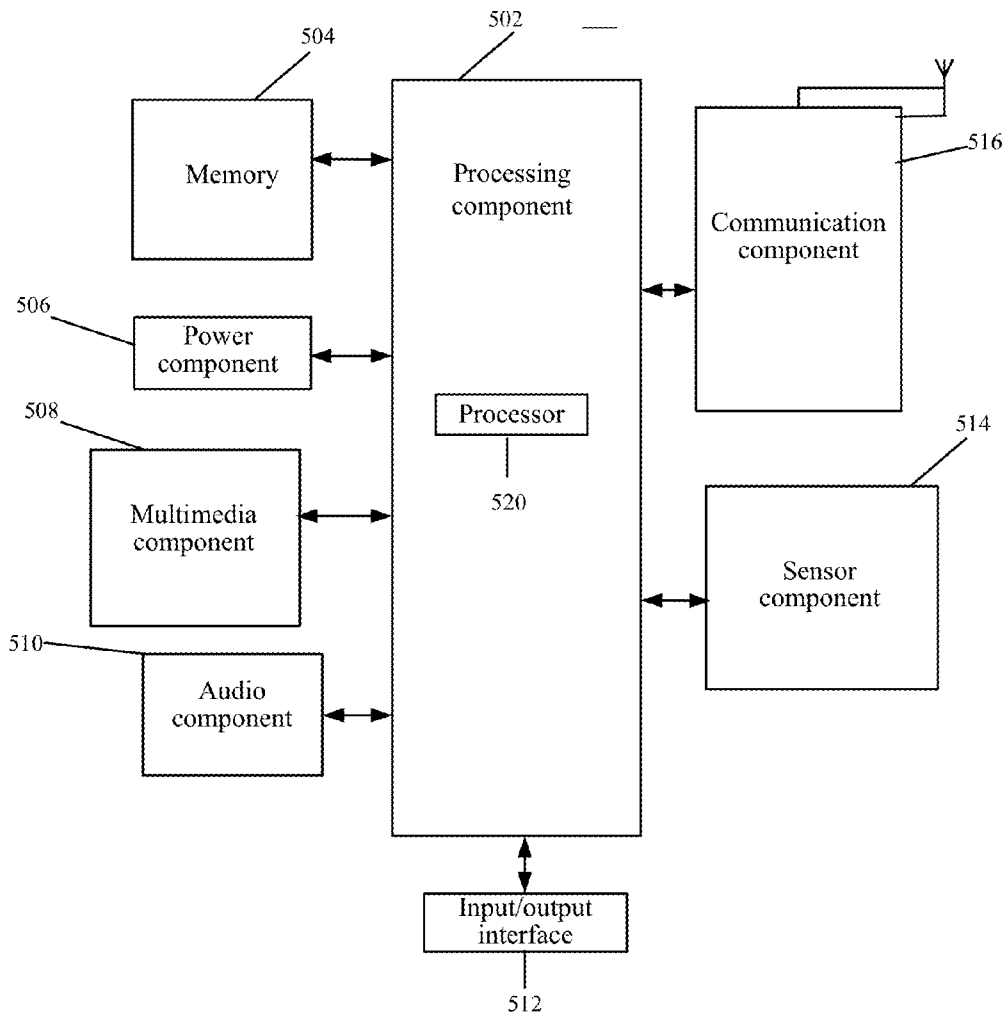 502
504
Memory
Processing
component
516
Communication
component
506
Power
component
508
Processor
520
514
Multimedia
component
Sensor
component
510
Audio
component
Input/output
interface
512